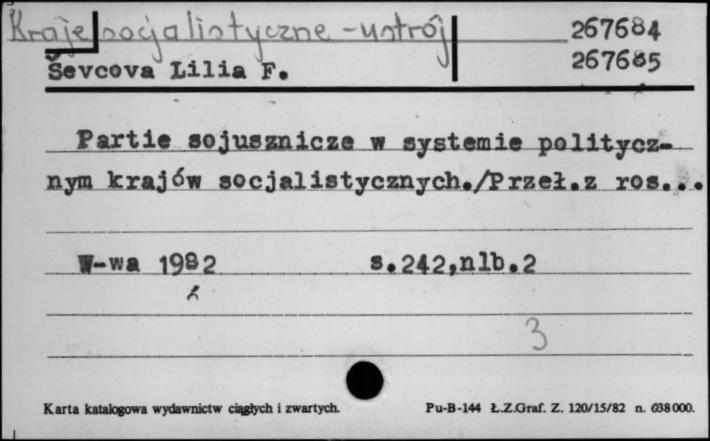 Kraje socjalistyczne - ustrój 267684
267685
Ševcova Lilia F.
Partie sojusznicze w systemie politycz-
nym krajów socjalistycznych./Przeł.z ros...
W-wa 1982 s.242,nlb.2
3
Karta katalogowa wydawnictw ciągłych i zwartych. Pu-B-144 Ł.Z.Graf. Z. 120/15/82 n. 638000.